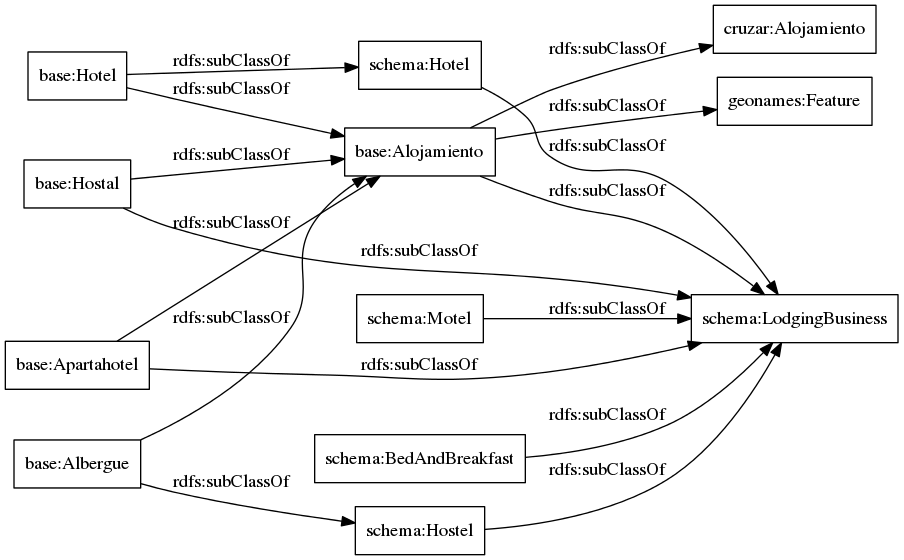 cruzar:Alojamiento
rdfs:subClassOf
rdfs:subClassOf
schema:Hotel
base:Hotel
rdfs:subClassOf
geonames:Feature
rdfs:subClassOf
rdfs:subClassOf
base:Alojamiento
rdfs:subClassOf
base:Hostal
rdfs:subClassOf
rdfs:subClassOf
rdfs:subClassOf
rdfs:subClassOf
schema:Motel
rdfs:subClassOf
schema:LodgingBusiness
rdfs:subClassOf
base:Apartahotel
rdfs:subClassOf
schema:BedAndBreakfast
base:Albergue
rdfs:subClassOf
rdfs:subClassOf
schema:Hostel